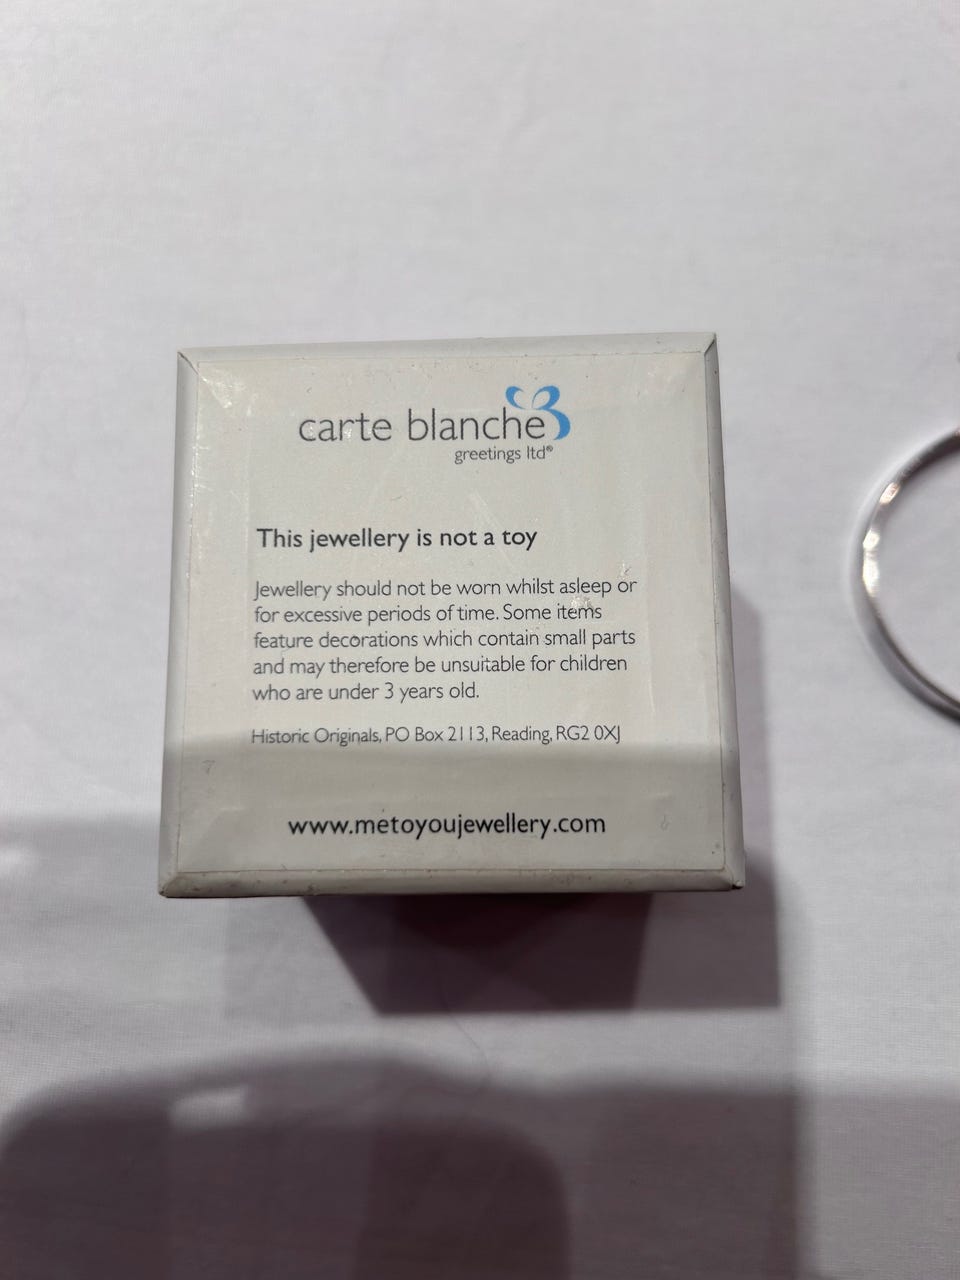 carte blanche
greetings ltd®
This jewellery is not a toy
Jewellery should not be worn whilst asleep or
for excessive periods of time. Some items
feature decorations which contain small parts
and may therefore be unsuitable for children
who are under 3 years old.
Historic Originals, PO Box 2113, Reading, RG2 0XJ
www.metoyoujewellery.com